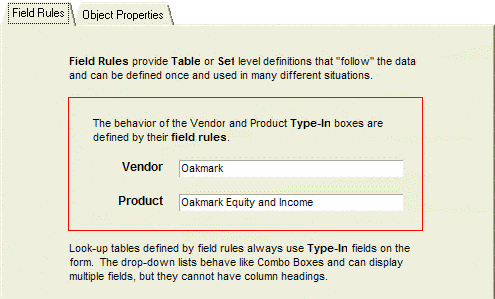 Field Rules
Object Properties
Field Rules provide Table or Set level definitions that "follow" the data
and can be defined once and used in many different situations.
The behavior of the Vendor and Product Type-In boxes are
defined by their field rules.
Vendor
Oakmark
Product
Oakmark Equity and Income
Look-up tables defined by field rules always use Type-In fields on the
form. The drop-down lists behave like Combo Boxes and can display
multiple fields, but they cannot have column headings.